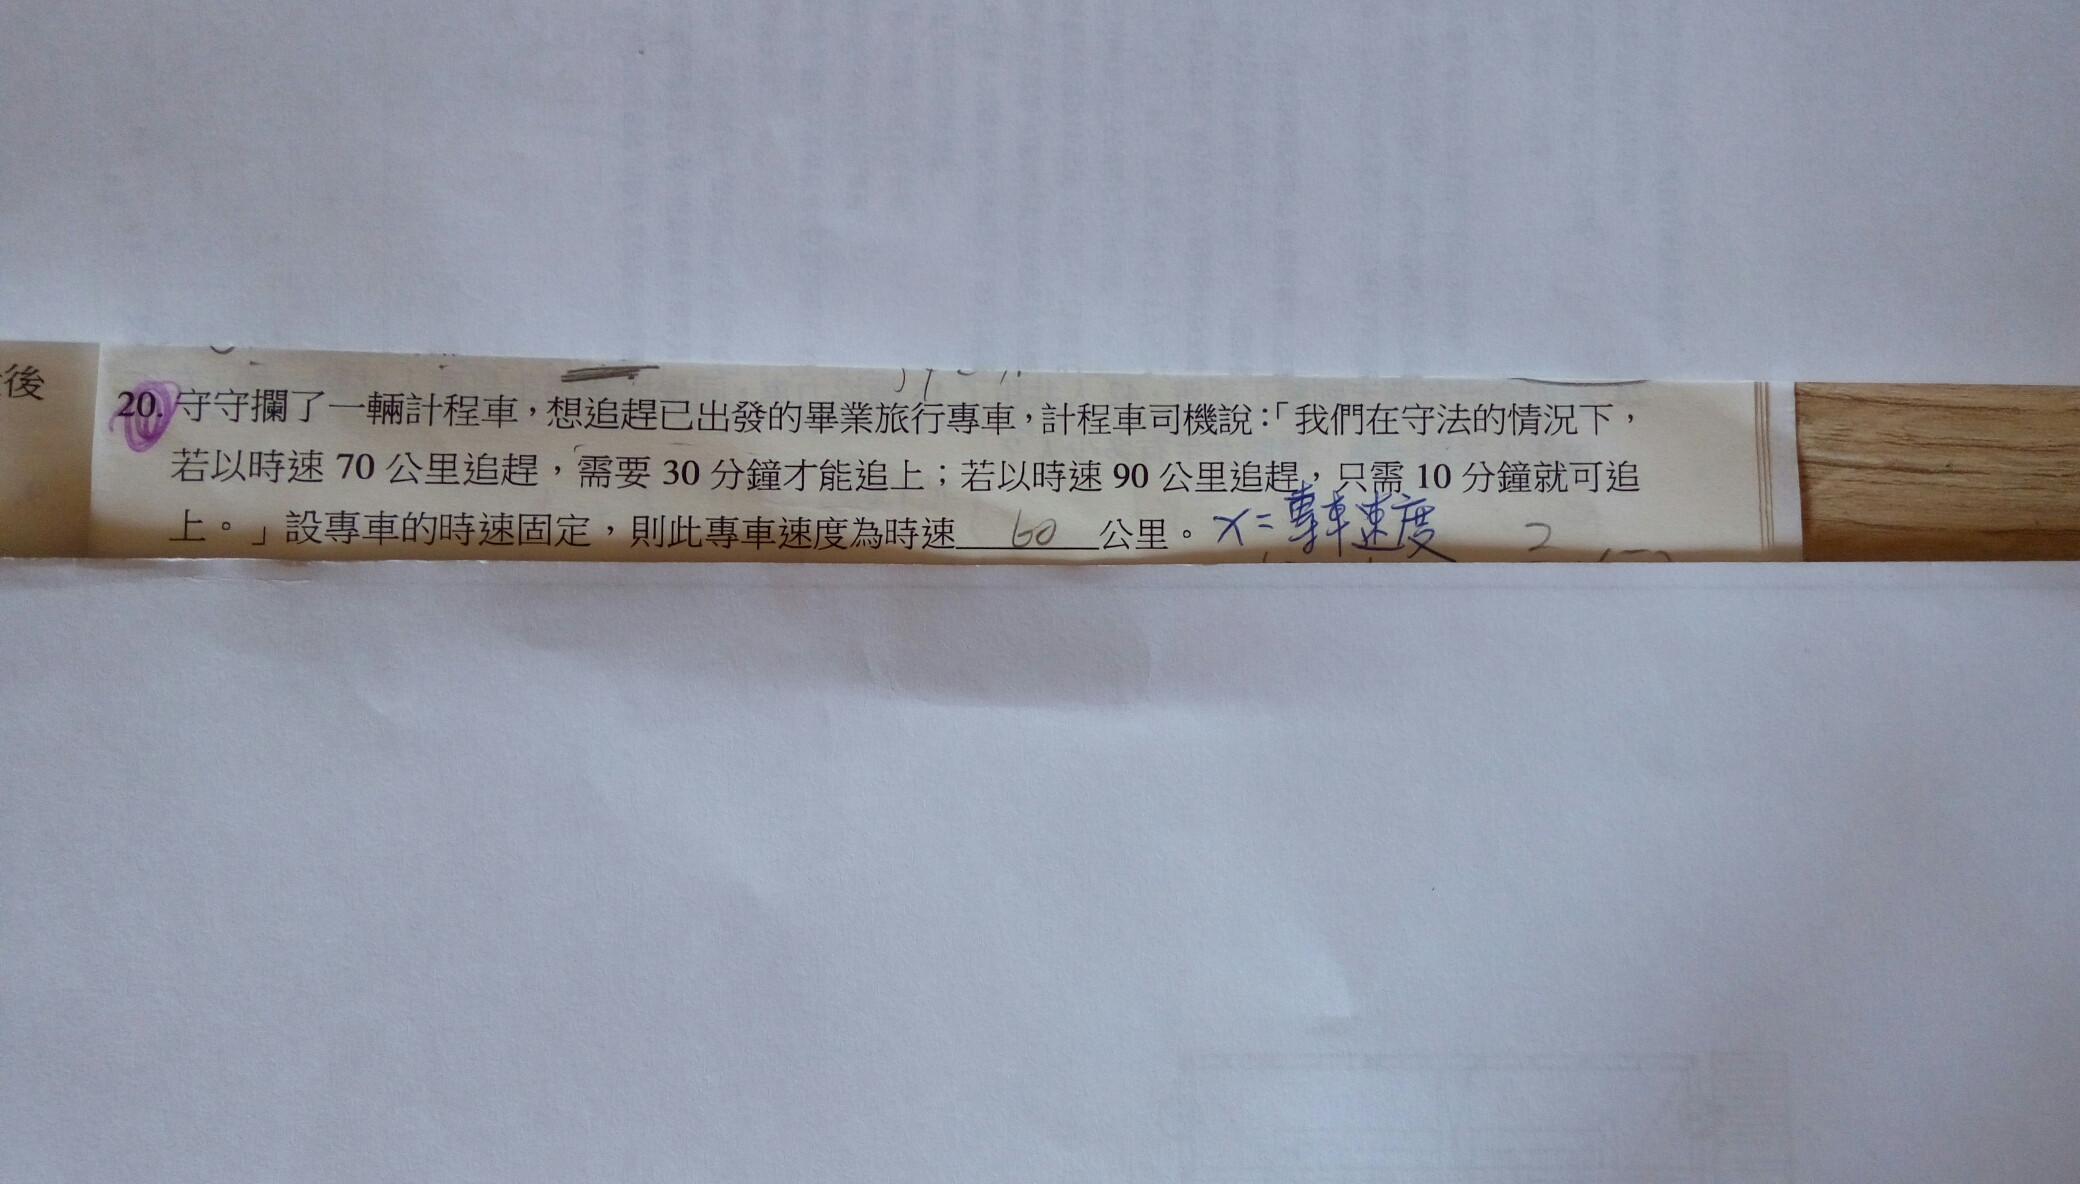 後
20. 守守攔了一輛計程車，想追趕已出發的畢業旅行專車，計程車司機說：「我們在守法的情況下，
若以時速 70 公里追趕，需要 30 分鐘才能追上；若以時速 90 公里追趕，只需 10 分鐘就可追
上。」設專車的時速固定，則此專車速度為時速 60 公里。 x=專車速度